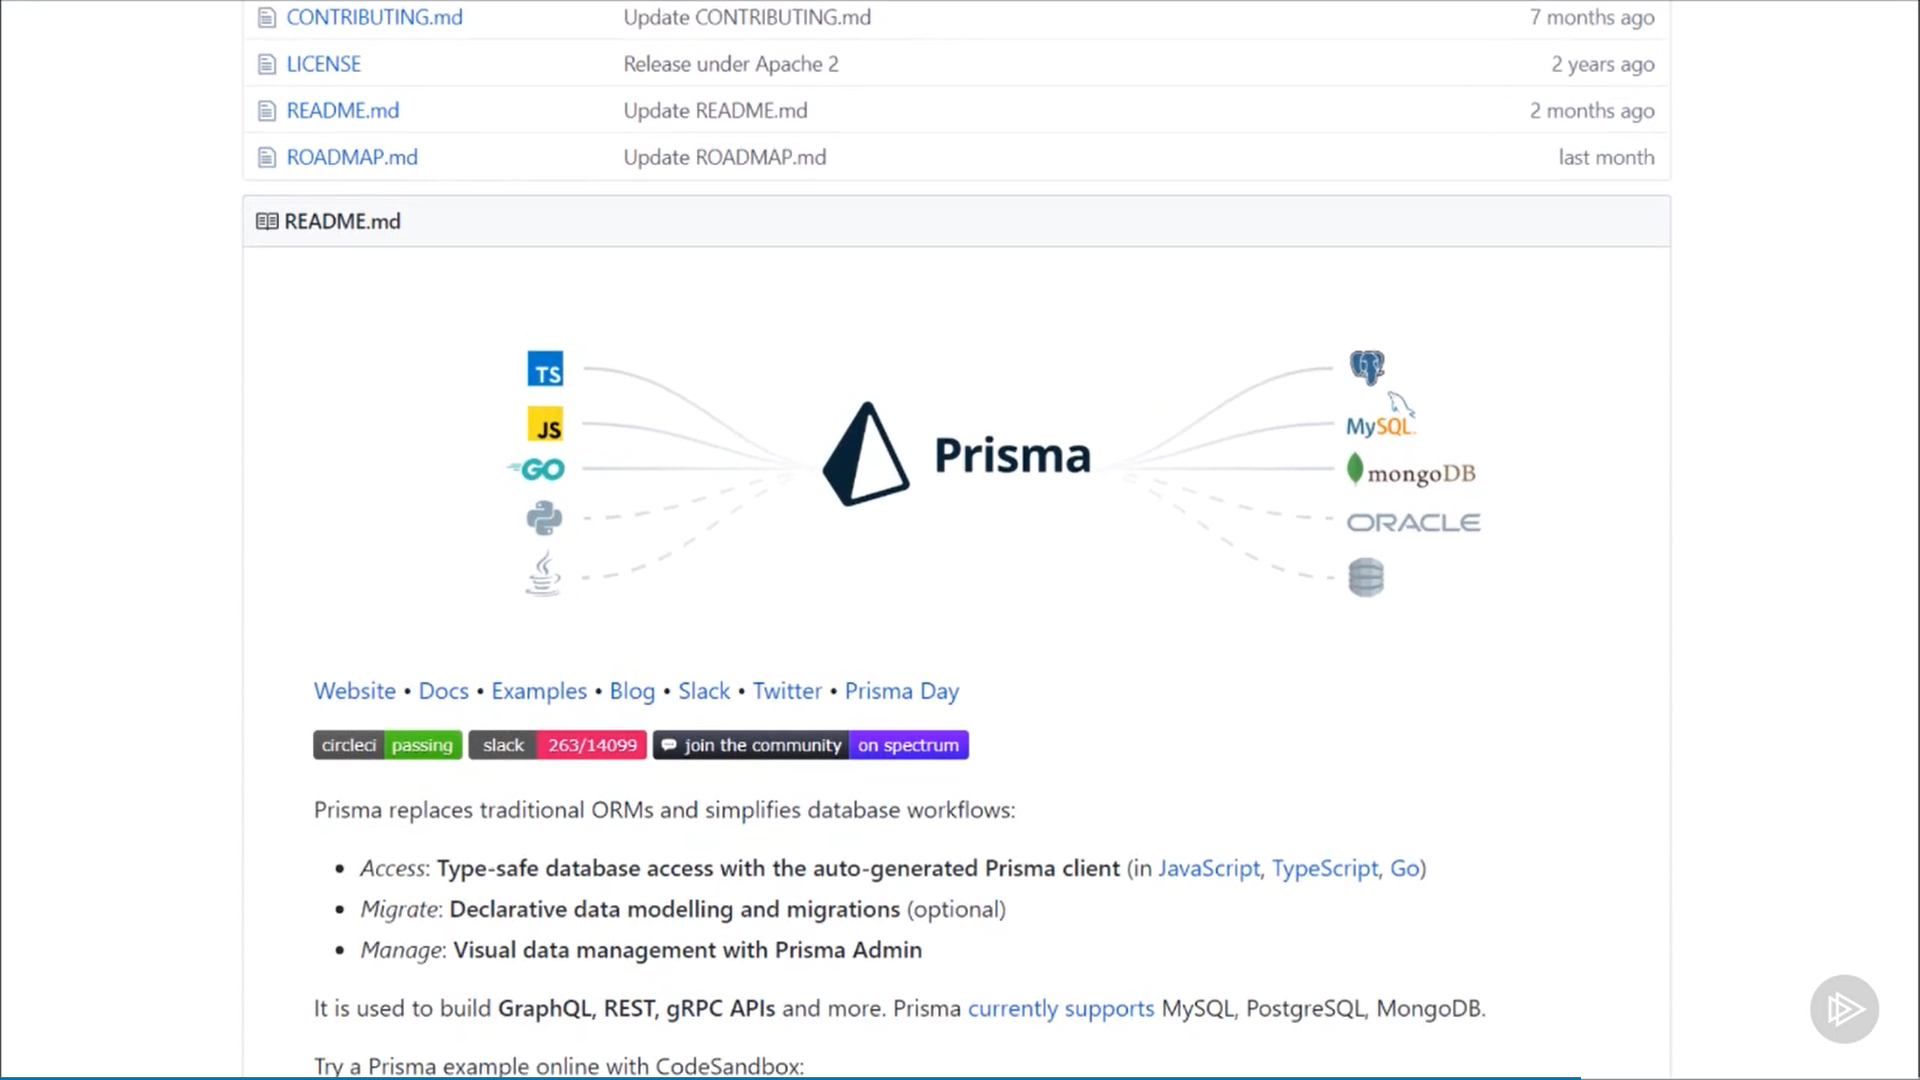 CONTRIBUTING.md Update CONTRIBUTING.md 7 months ago
LICENSE Release under Apache 2 2 years ago
README.md Update README.md 2 months ago
ROADMAP.md Update ROADMAP.md last month
README.md
TS
JS
GO
Prisma
MySQL
mongoDB
ORACLE
Website • Docs • Examples • Blog • Slack • Twitter • Prisma Day
circleci passing slack 263/14099 join the community on spectrum
Prisma replaces traditional ORMs and simplifies database workflows:
• Access: Type-safe database access with the auto-generated Prisma client (in JavaScript, TypeScript, Go)
• Migrate: Declarative data modelling and migrations (optional)
• Manage: Visual data management with Prisma Admin
It is used to build GraphQL, REST, gRPC APIs and more. Prisma currently supports MySQL, PostgreSQL, MongoDB.
Try a Prisma example online with CodeSandbox: